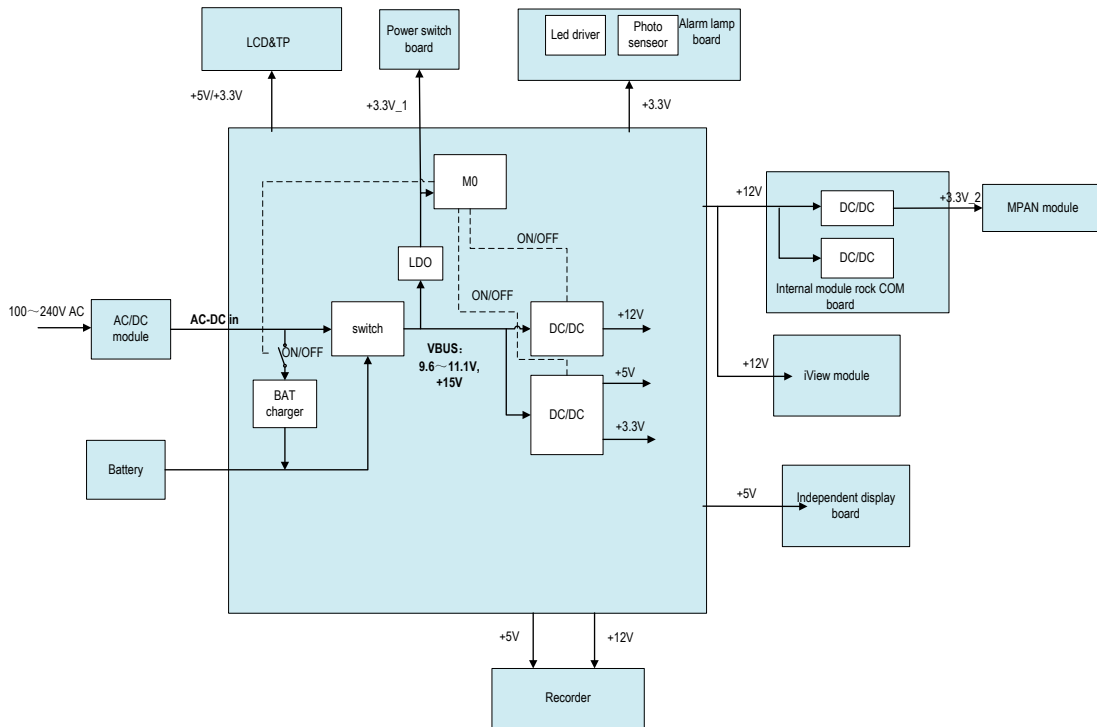 LCD&TP
Power switch
board
Led driver
Photo
senseor
Alarm lamp
board
+5V/+3.3V
+3.3V_1
+3.3V
M0
+12V
DC/DC
+3.3V_2
MPAN module
DC/DC
Internal module rock COM
board
ON/OFF
LDO
ON/OFF
100～240V AC
AC/DC
module
AC-DC in
switch
VBUS：
9.6～11.1V,
+15V
DC/DC
+12V
ON/OFF
BAT
charger
DC/DC
+5V
+3.3V
+12V
iView module
Battery
+5V
Independent display
board
+5V
+12V
Recorder